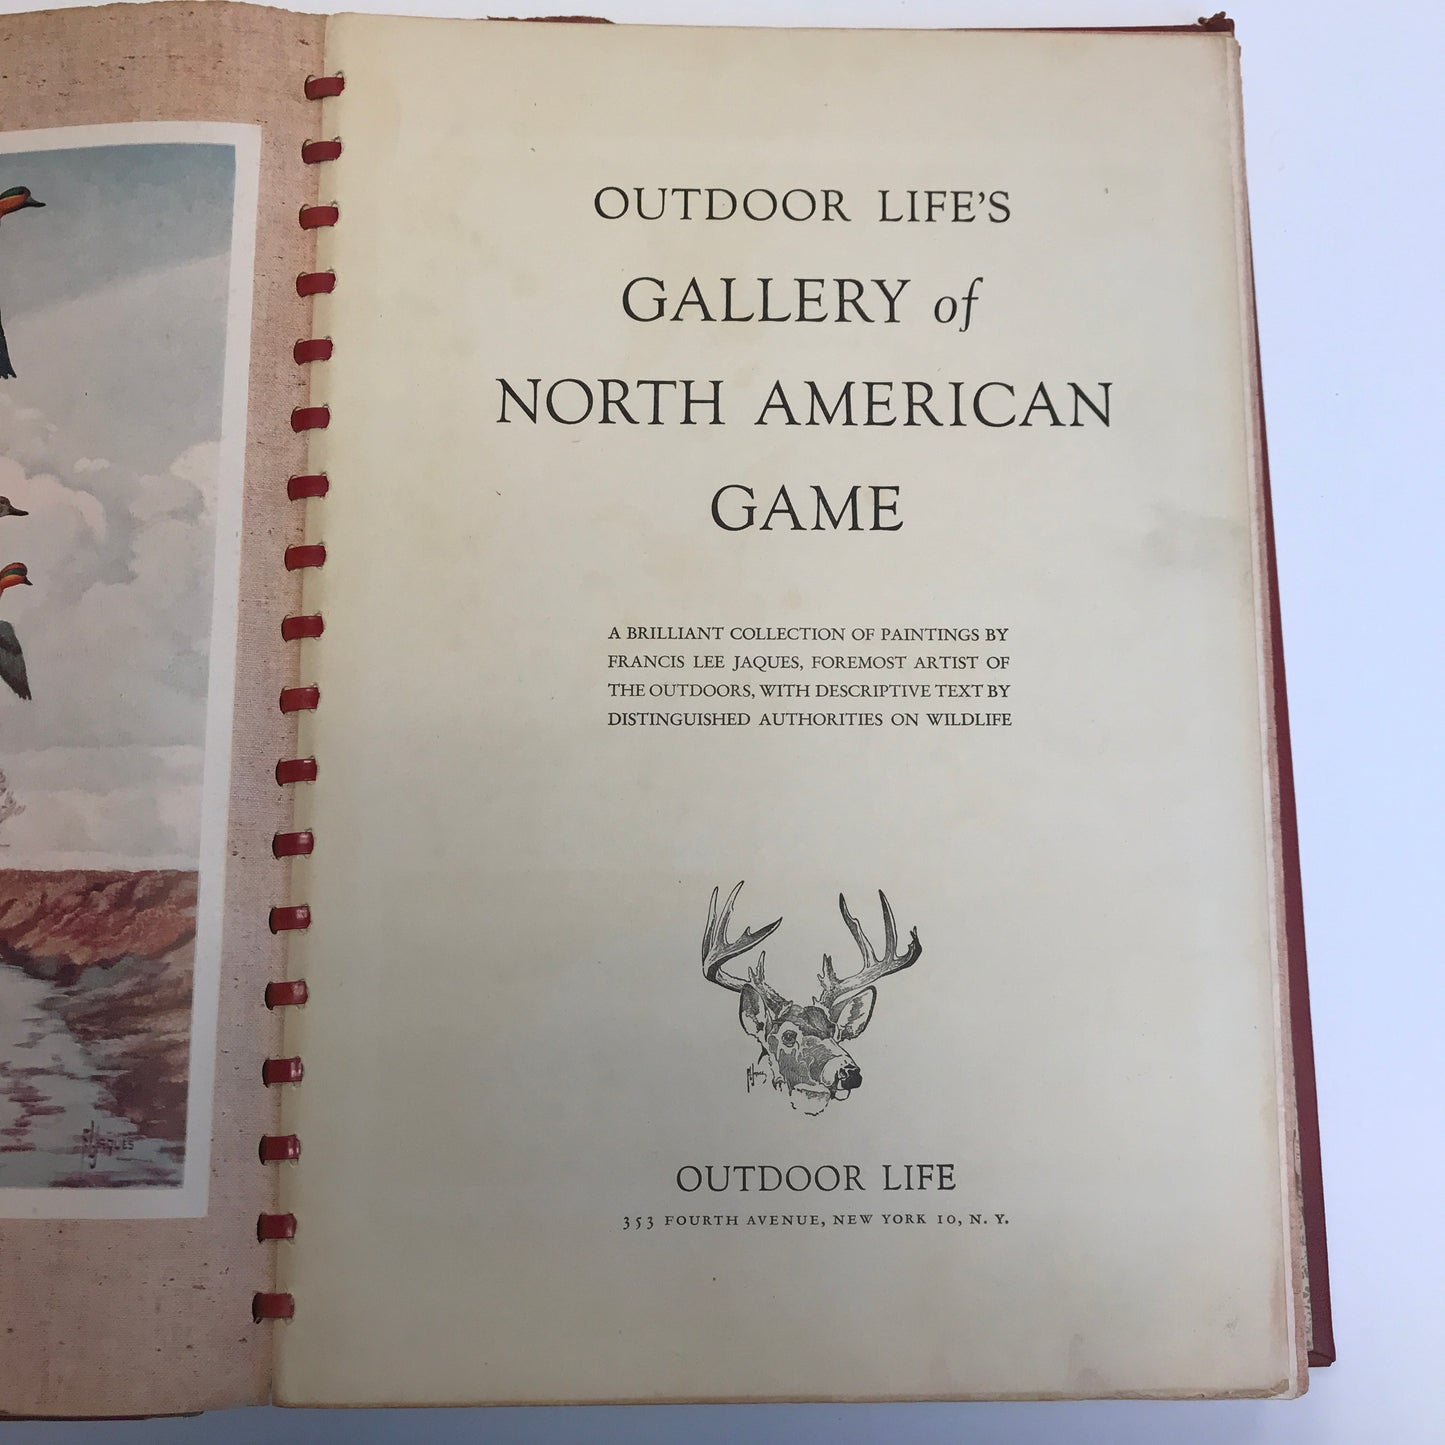 OUTDOOR LIFE'S
GALLERY of
NORTH AMERICAN
GAME
A BRILLIANT COLLECTION OF PAINTINGS BY
FRANCIS LEE JAQUES, FOREMOST ARTIST OF
THE OUTDOORS, WITH DESCRIPTIVE TEXT BY
DISTINGUISHED AUTHORITIES ON WILDLIFE
OUTDOOR LIFE
353 FOURTH AVENUE, NEW YORK 10, N. Y.